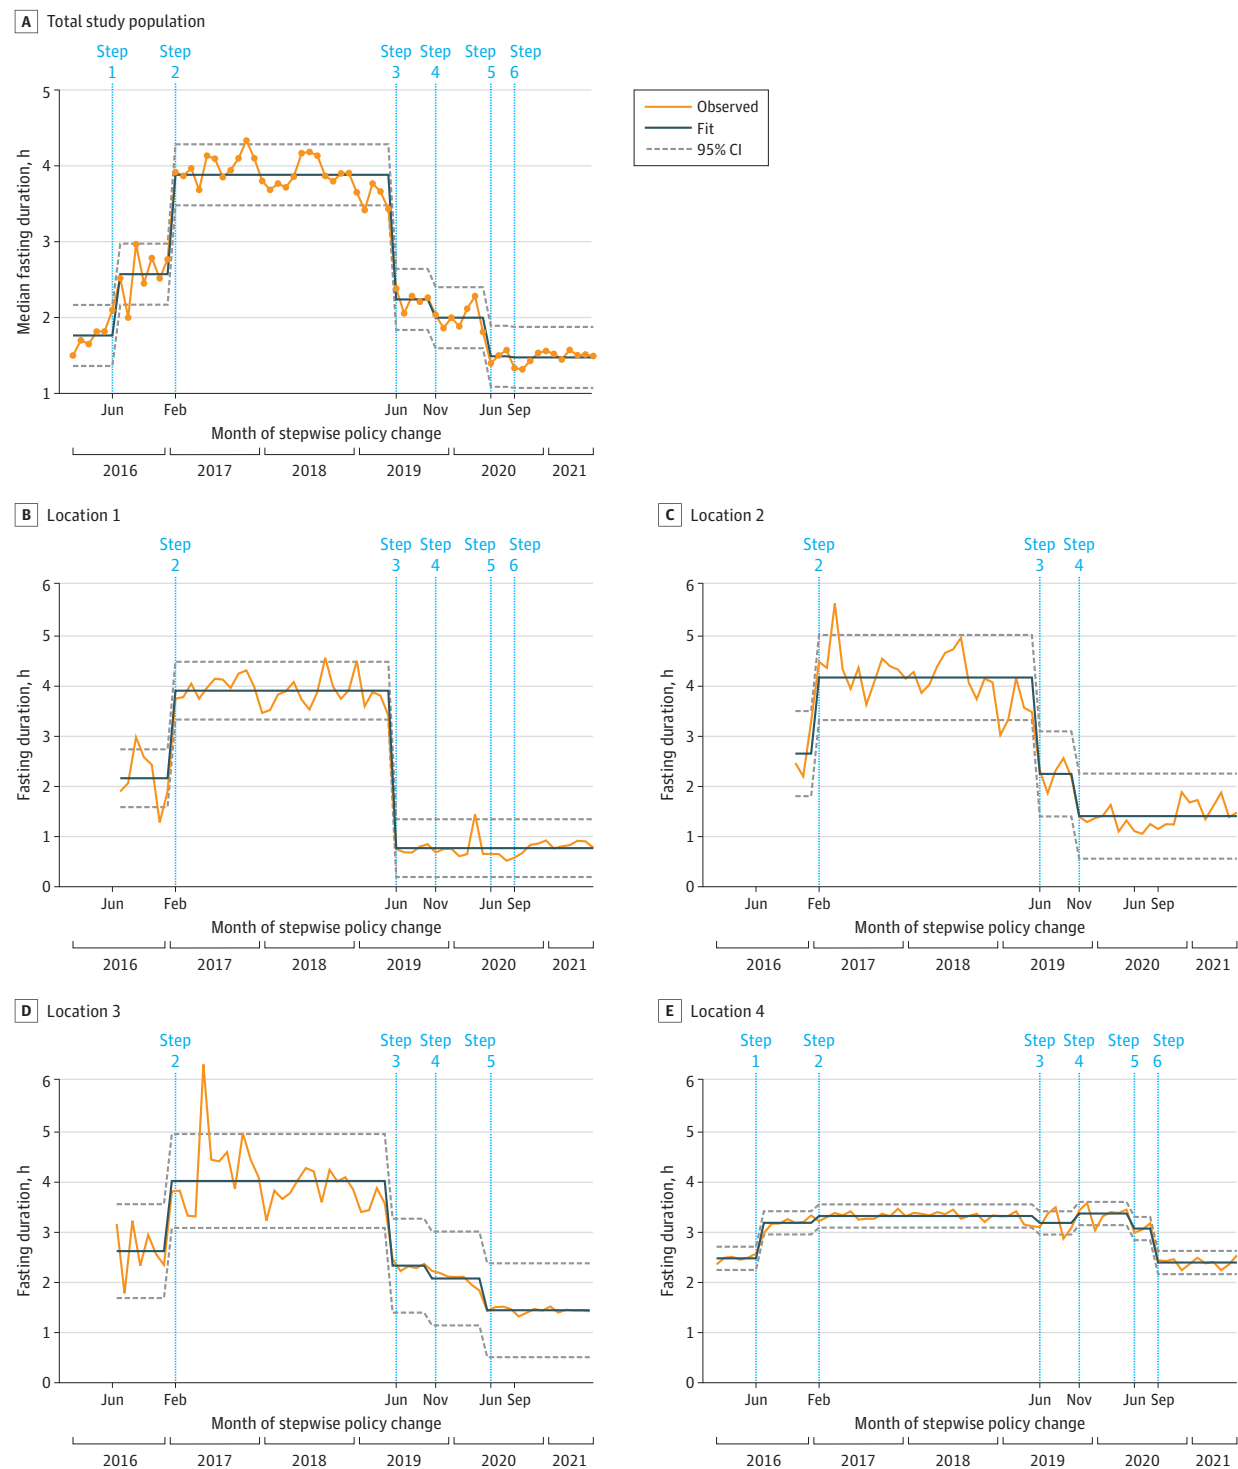 A Total study population
Step 1 Step 2 Step 3 Step 4 Step 5 Step 6
Observed
Fit
95% CI
Median fasting duration, h
5
4
3
2
1
Jun Feb Jun Nov Jun Sep
Month of stepwise policy change
2016 2017 2018 2019 2020 2021
B Location 1
Step 2 Step 3 Step 4 Step 5 Step 6
Fasting duration, h
6
5
4
3
2
1
0
Jun Feb Jun Nov Jun Sep
Month of stepwise policy change
2016 2017 2018 2019 2020 2021
C Location 2
Step 2 Step 3 Step 4
Fasting duration, h
6
5
4
3
2
1
0
Jun Feb Jun Nov Jun Sep
Month of stepwise policy change
2016 2017 2018 2019 2020 2021
D Location 3
Step 2 Step 3 Step 4 Step 5
Fasting duration, h
6
5
4
3
2
1
0
Jun Feb Jun Nov Jun Sep
Month of stepwise policy change
2016 2017 2018 2019 2020 2021
E Location 4
Step 1 Step 2 Step 3 Step 4 Step 5 Step 6
Fasting duration, h
6
5
4
3
2
1
0
Jun Feb Jun Nov Jun Sep
Month of stepwise policy change
2016 2017 2018 2019 2020 2021